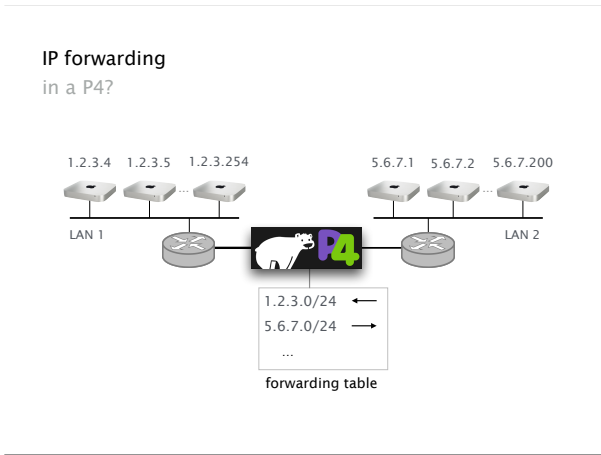 IP forwarding
in a P4?
1.2.3.4 1.2.3.5 1.2.3.254
...
LAN 1
5.6.7.1 5.6.7.2 5.6.7.200
...
LAN 2
P4
1.2.3.0/24 ←
5.6.7.0/24 →
...
forwarding table